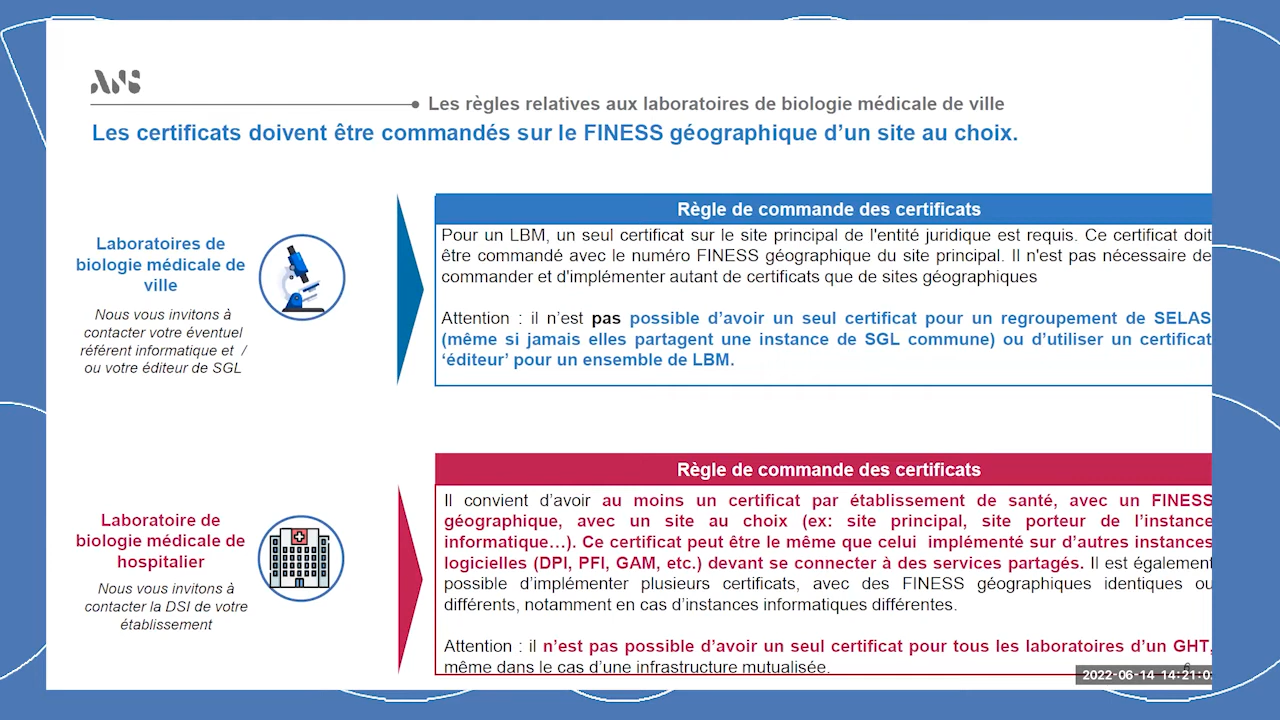 ANS
Les règles relatives aux laboratoires de biologie médicale de ville
Les certificats doivent être commandés sur le FINESS géographique d’un site au choix.
Laboratoires de
biologie médicale de
ville
Nous vous invitons à
contacter votre éventuel
référent informatique et /
ou votre éditeur de SGL
Règle de commande des certificats
Pour un LBM, un seul certificat sur le site principal de l'entité juridique est requis. Ce certificat doit
être commandé avec le numéro FINESS géographique du site principal. Il n'est pas nécessaire de
commander et d'implémenter autant de certificats que de sites géographiques
Attention : il n’est pas possible d’avoir un seul certificat pour un regroupement de SELAS
(même si jamais elles partagent une instance de SGL commune) ou d’utiliser un certificat
‘éditeur’ pour un ensemble de LBM.
Laboratoire de
biologie médicale de
hospitalier
Nous vous invitons à
contacter la DSI de votre
établissement
Règle de commande des certificats
Il convient d’avoir au moins un certificat par établissement de santé, avec un FINESS
géographique, avec un site au choix (ex: site principal, site porteur de l’instance
informatique…). Ce certificat peut être le même que celui implémenté sur d’autres instances
logicielles (DPI, PFI, GAM, etc.) devant se connecter à des services partagés. Il est également
possible d’implémenter plusieurs certificats, avec des FINESS géographiques identiques ou
différents, notamment en cas d’instances informatiques différentes.
Attention : il n’est pas possible d’avoir un seul certificat pour tous les laboratoires d’un GHT,
même dans le cas d’une infrastructure mutualisée.
6
2022-06-14 14:21:0